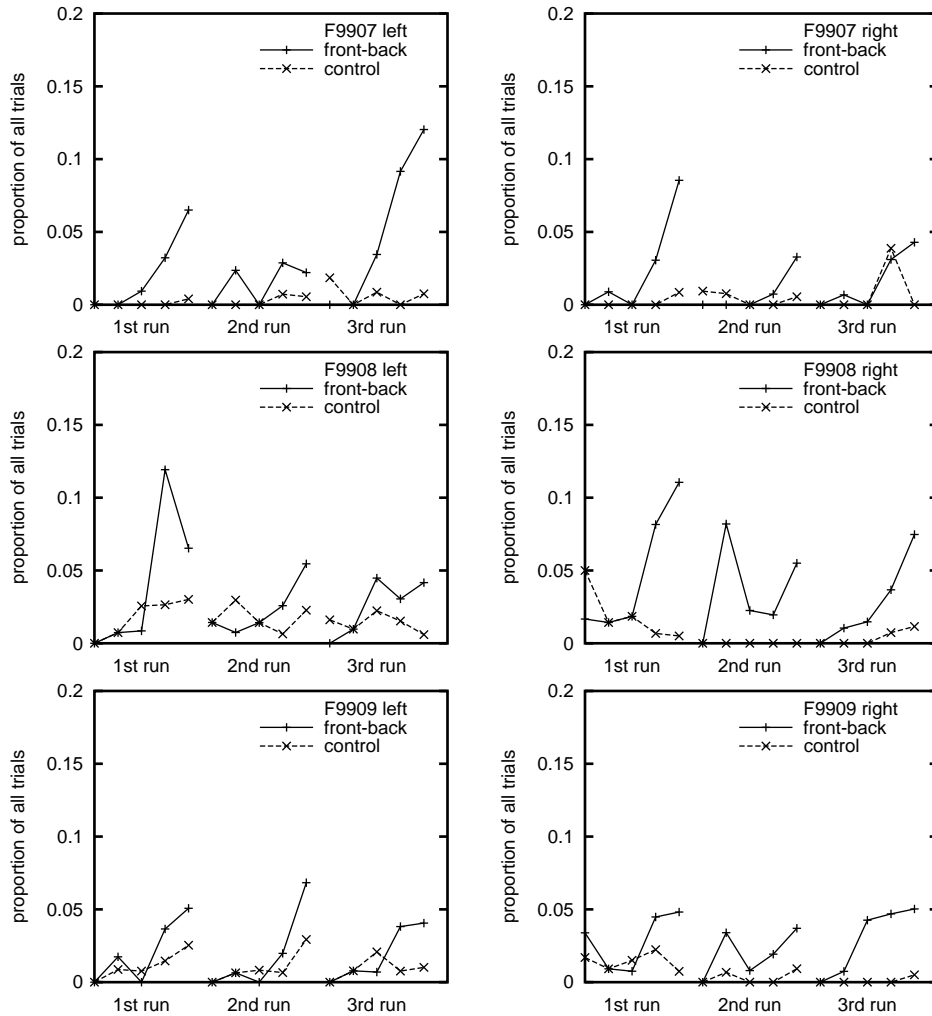 0.2
0.15
0.1
0.05
0
proportion of all trials
F9907 left
front-back
control
1st run
2nd run
3rd run
0.2
0.15
0.1
0.05
0
proportion of all trials
F9907 right
front-back
control
1st run
2nd run
3rd run
0.2
0.15
0.1
0.05
0
proportion of all trials
F9908 left
front-back
control
1st run
2nd run
3rd run
0.2
0.15
0.1
0.05
0
proportion of all trials
F9908 right
front-back
control
1st run
2nd run
3rd run
0.2
0.15
0.1
0.05
0
proportion of all trials
F9909 left
front-back
control
1st run
2nd run
3rd run
0.2
0.15
0.1
0.05
0
proportion of all trials
F9909 right
front-back
control
1st run
2nd run
3rd run